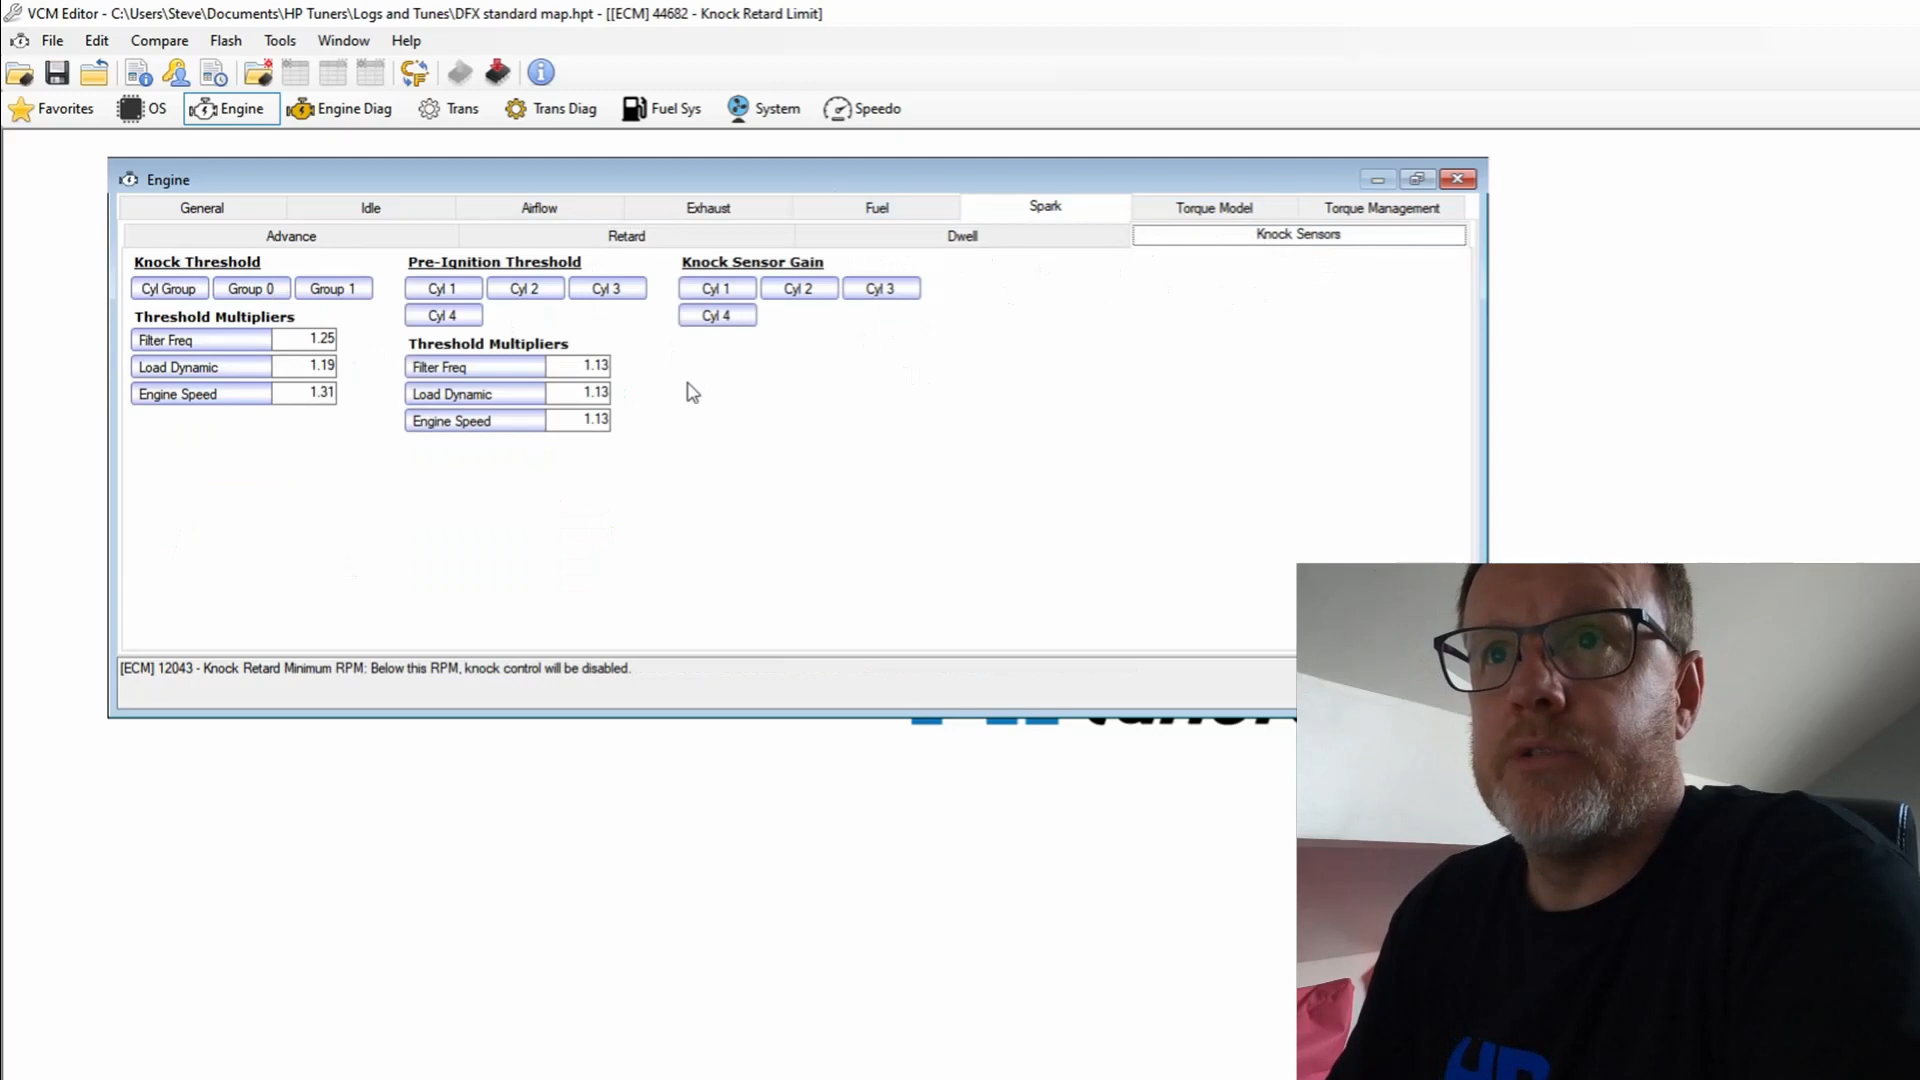 VCM Editor - C:\Users\Steve\Documents\HP Tuners\Logs and Tunes\DFX standard map.hpt - [[ECM] 44682 - Knock Retard Limit]
File Edit Compare Flash Tools Window Help
Favorites OS Engine Engine Diag Trans Trans Diag Fuel Sys System Speedo
Engine
General Idle Airflow Exhaust Fuel Spark Torque Model Torque Management
Advance Retard Dwell Knock Sensors
Knock Threshold Pre-Ignition Threshold Knock Sensor Gain
Cyl Group Group 0 Group 1 Cyl 1 Cyl 2 Cyl 3 Cyl 1 Cyl 2 Cyl 3
Threshold Multipliers Cyl 4 Cyl 4
Filter Freq 1.25 Threshold Multipliers
Load Dynamic 1.19 Filter Freq 1.13
Engine Speed 1.31 Load Dynamic 1.13
Engine Speed 1.13
[ECM] 12043 - Knock Retard Minimum RPM: Below this RPM, knock control will be disabled.